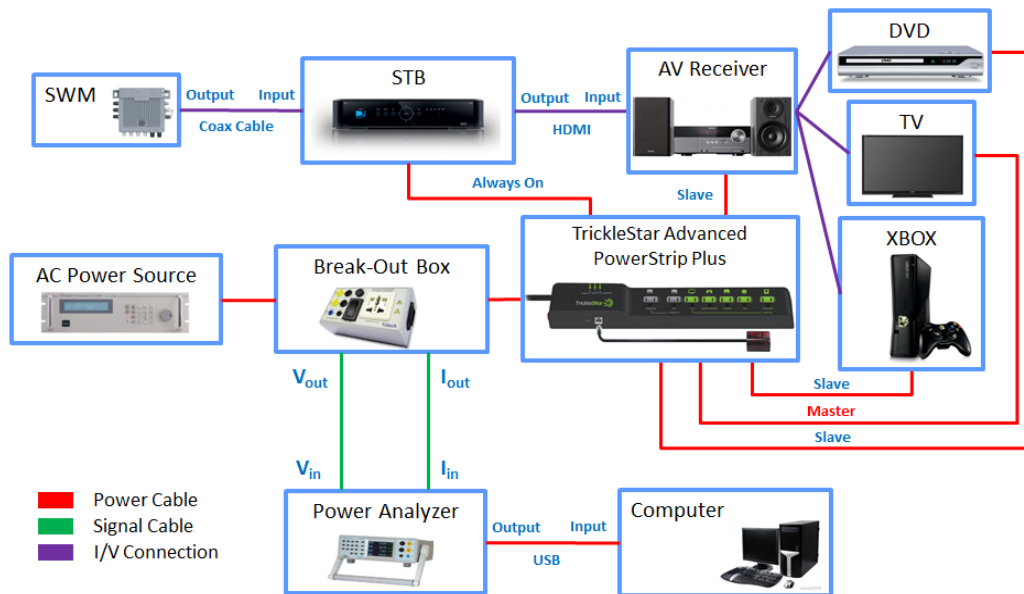 DVD
STB
AV Receiver
SWM
Output
Input
Coax Cable
Output
Input
HDMI
TV
Always On
Slave
TrickleStar Advanced
PowerStrip Plus
XBOX
AC Power Source
Break-Out Box
TrickleStar
Vout
Iout
Slave
Master
Slave
Vin
Iin
Power Cable
Signal Cable
I/V Connection
Power Analyzer
Output
Input
USB
Computer